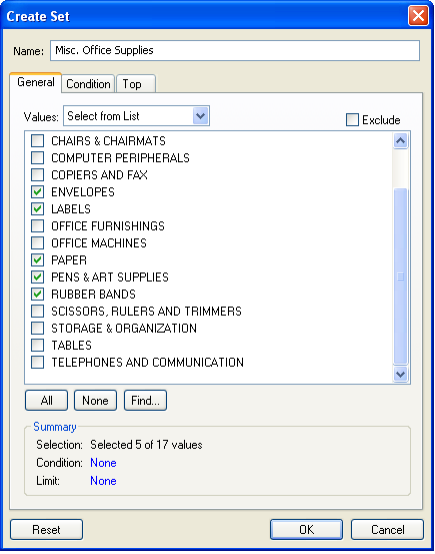 Create Set
Name: Misc. Office Supplies
General Condition Top
Values: Select from List Exclude
CHAIRS & CHAIRMATS
COMPUTER PERIPHERALS
COPIERS AND FAX
ENVELOPES
LABELS
OFFICE FURNISHINGS
OFFICE MACHINES
PAPER
PENS & ART SUPPLIES
RUBBER BANDS
SCISSORS, RULERS AND TRIMMERS
STORAGE & ORGANIZATION
TABLES
TELEPHONES AND COMMUNICATION
All None Find...
Summary
Selection: Selected 5 of 17 values
Condition: None
Limit: None
Reset OK Cancel